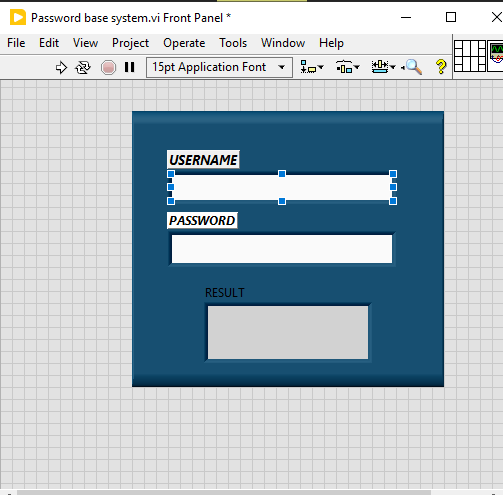 Password base system.vi Front Panel *
File Edit View Project Operate Tools Window Help
15pt Application Font
?
USERNAME
PASSWORD
RESULT